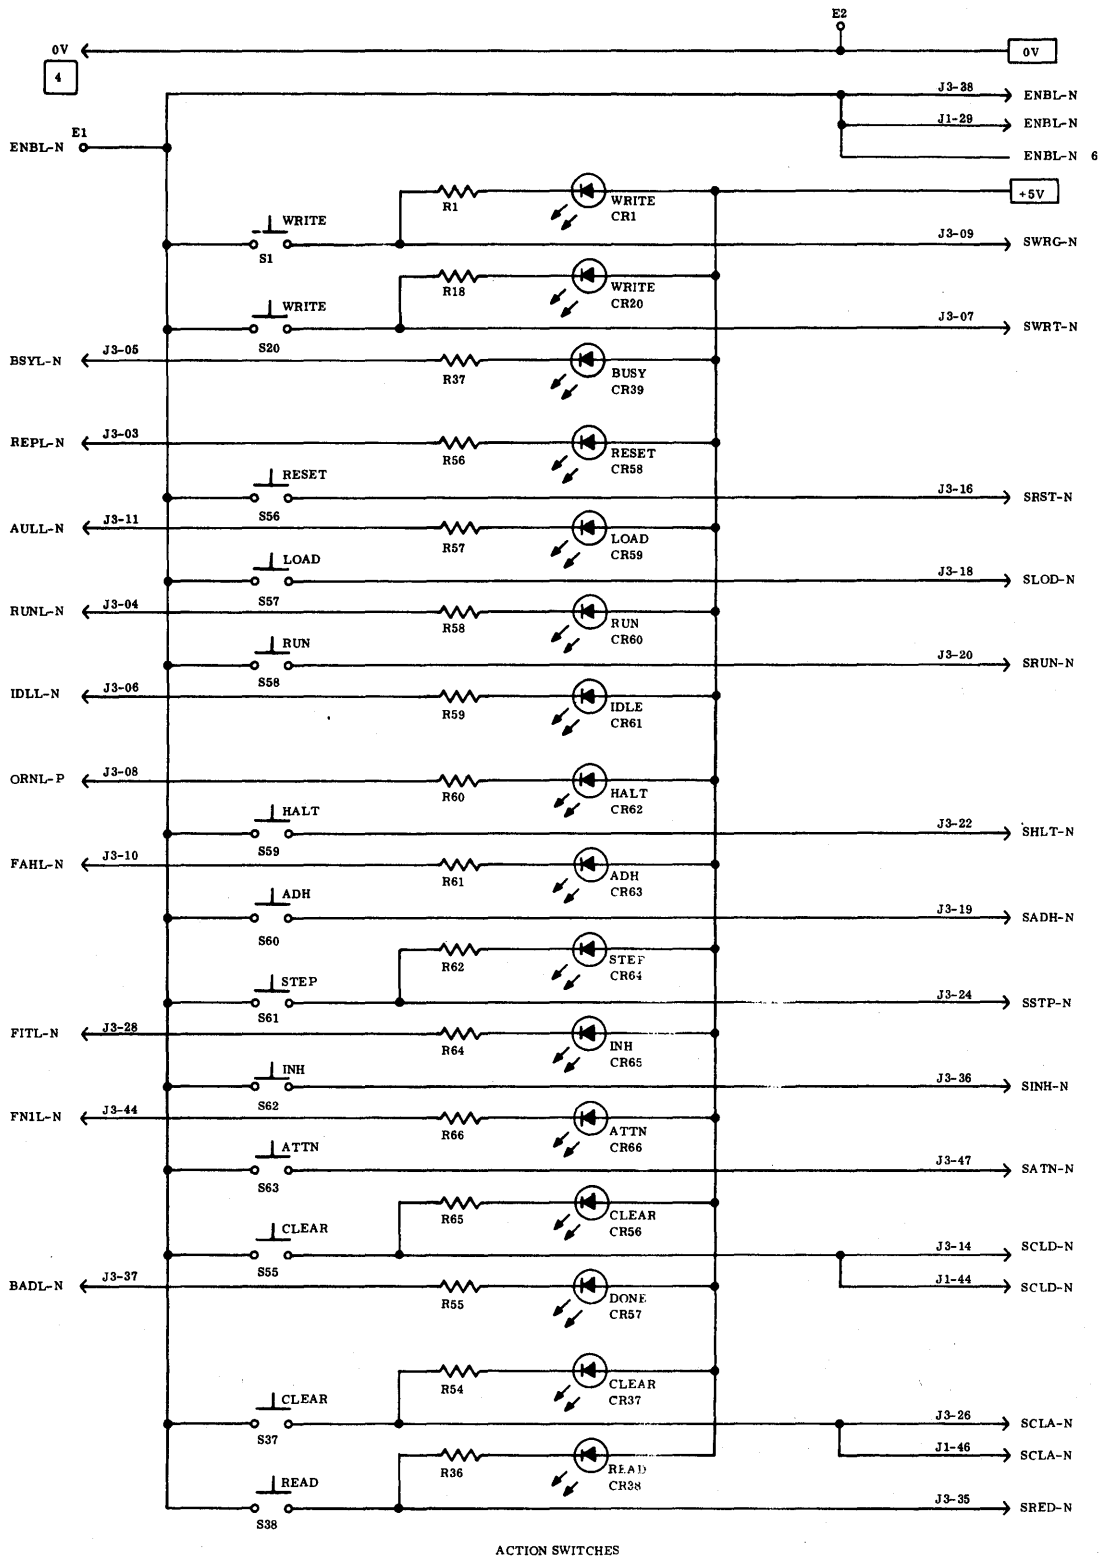 E2
0V
0V
4
J3-38
ENBL-N
J1-29
ENBL-N
E1
ENBL-N
ENBL-N 6
+5V
R1
WRITE
CR1
WRITE
S1
J3-09
SWRG-N
R18
WRITE
CR20
WRITE
S20
J3-07
SWRT-N
BSYL-N
J3-05
R37
BUSY
CR39
REPL-N
J3-03
R56
RESET
CR58
RESET
S56
J3-16
SRST-N
AULL-N
J3-11
R57
LOAD
CR59
LOAD
S57
J3-18
SLOD-N
RUNL-N
J3-04
R58
RUN
CR60
RUN
S58
J3-20
SRUN-N
IDLL-N
J3-06
R59
IDLE
CR61
ORNL-P
J3-08
R60
HALT
CR62
HALT
S59
J3-22
SHLT-N
FAHL-N
J3-10
R61
ADH
CR63
ADH
S60
J3-19
SADH-N
R62
STEP
CR64
STEP
S61
J3-24
SSTP-N
FITL-N
J3-28
R64
INH
CR65
INH
S62
J3-36
SINH-N
FN1L-N
J3-44
R66
ATTN
CR66
ATTN
S63
J3-47
SATN-N
R65
CLEAR
CR56
CLEAR
S55
J3-14
SCLD-N
J1-44
SCLD-N
BADL-N
J3-37
R55
DONE
CR57
R54
CLEAR
CR37
CLEAR
S37
J3-26
SCLA-N
J1-46
SCLA-N
R36
READ
CR38
READ
S38
J3-35
SRED-N
ACTION SWITCHES